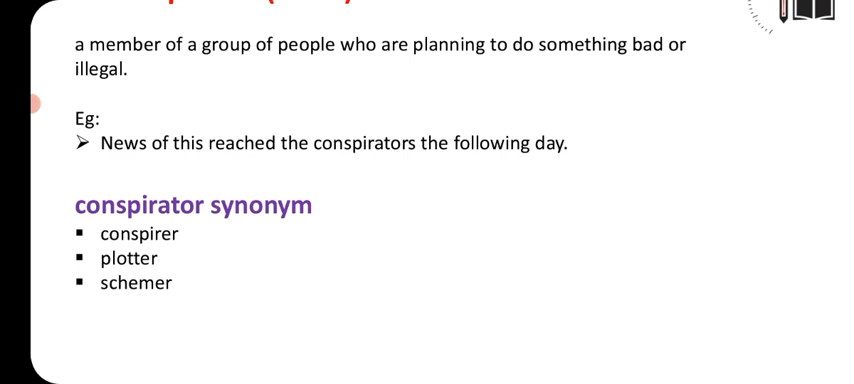 a member of a group of people who are planning to do something bad or
illegal.
Eg:
➢ News of this reached the conspirators the following day.
conspirator synonym
▪ conspirer
▪ plotter
▪ schemer